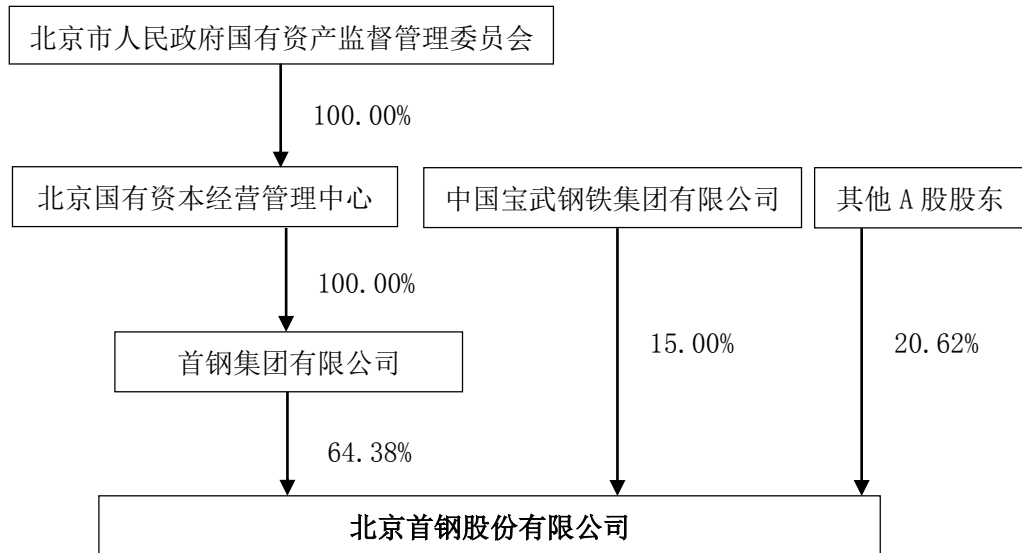 北京市人民政府国有资产监督管理委员会
100.00%
北京国有资本经营管理中心
中国宝武钢铁集团有限公司
其他 A 股股东
100.00%
首钢集团有限公司
15.00%
20.62%
64.38%
北京首钢股份有限公司